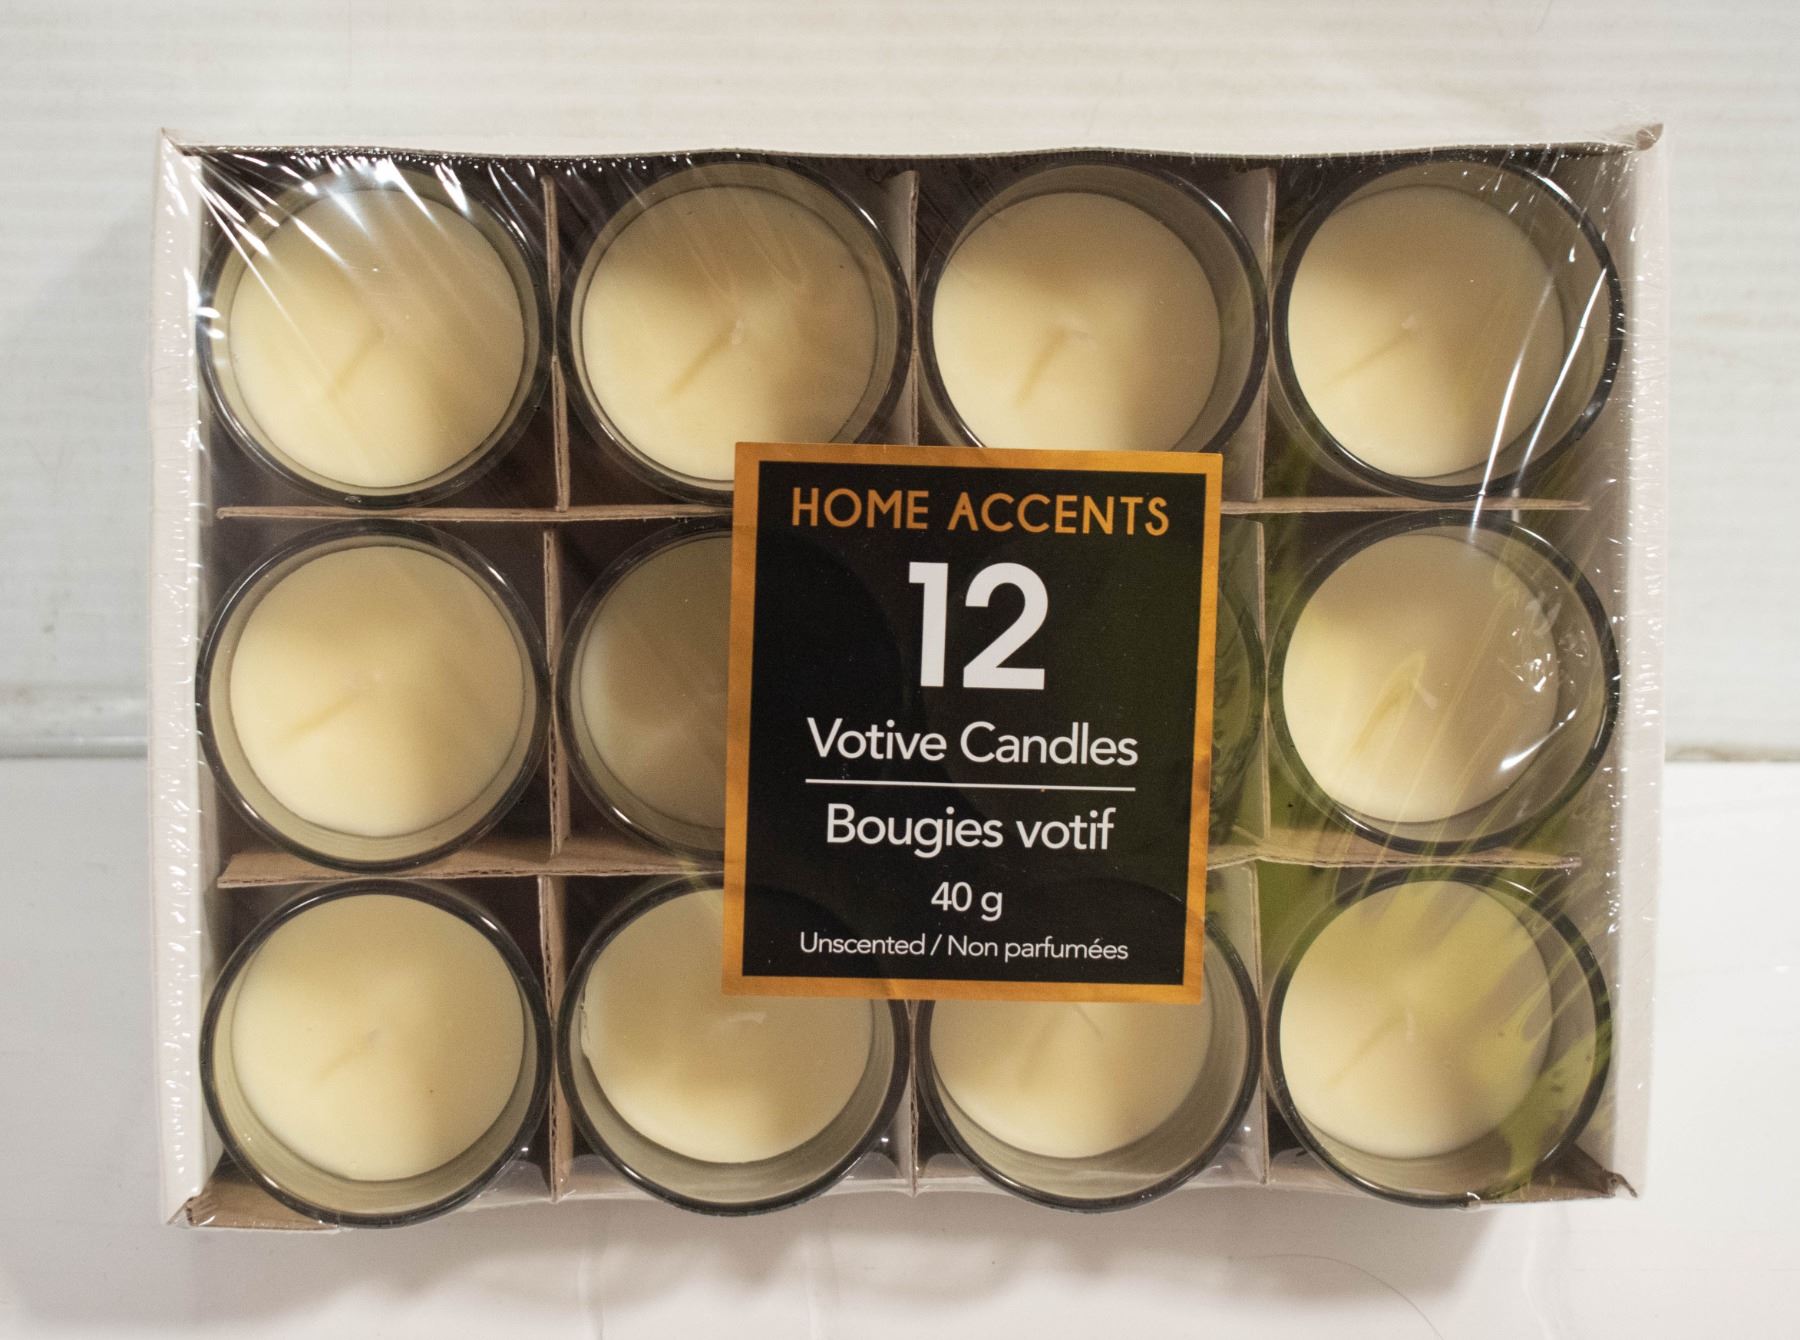 HOME ACCENTS
12
Votive Candles
Bougies votif
40 g
Unscented / Non parfumées